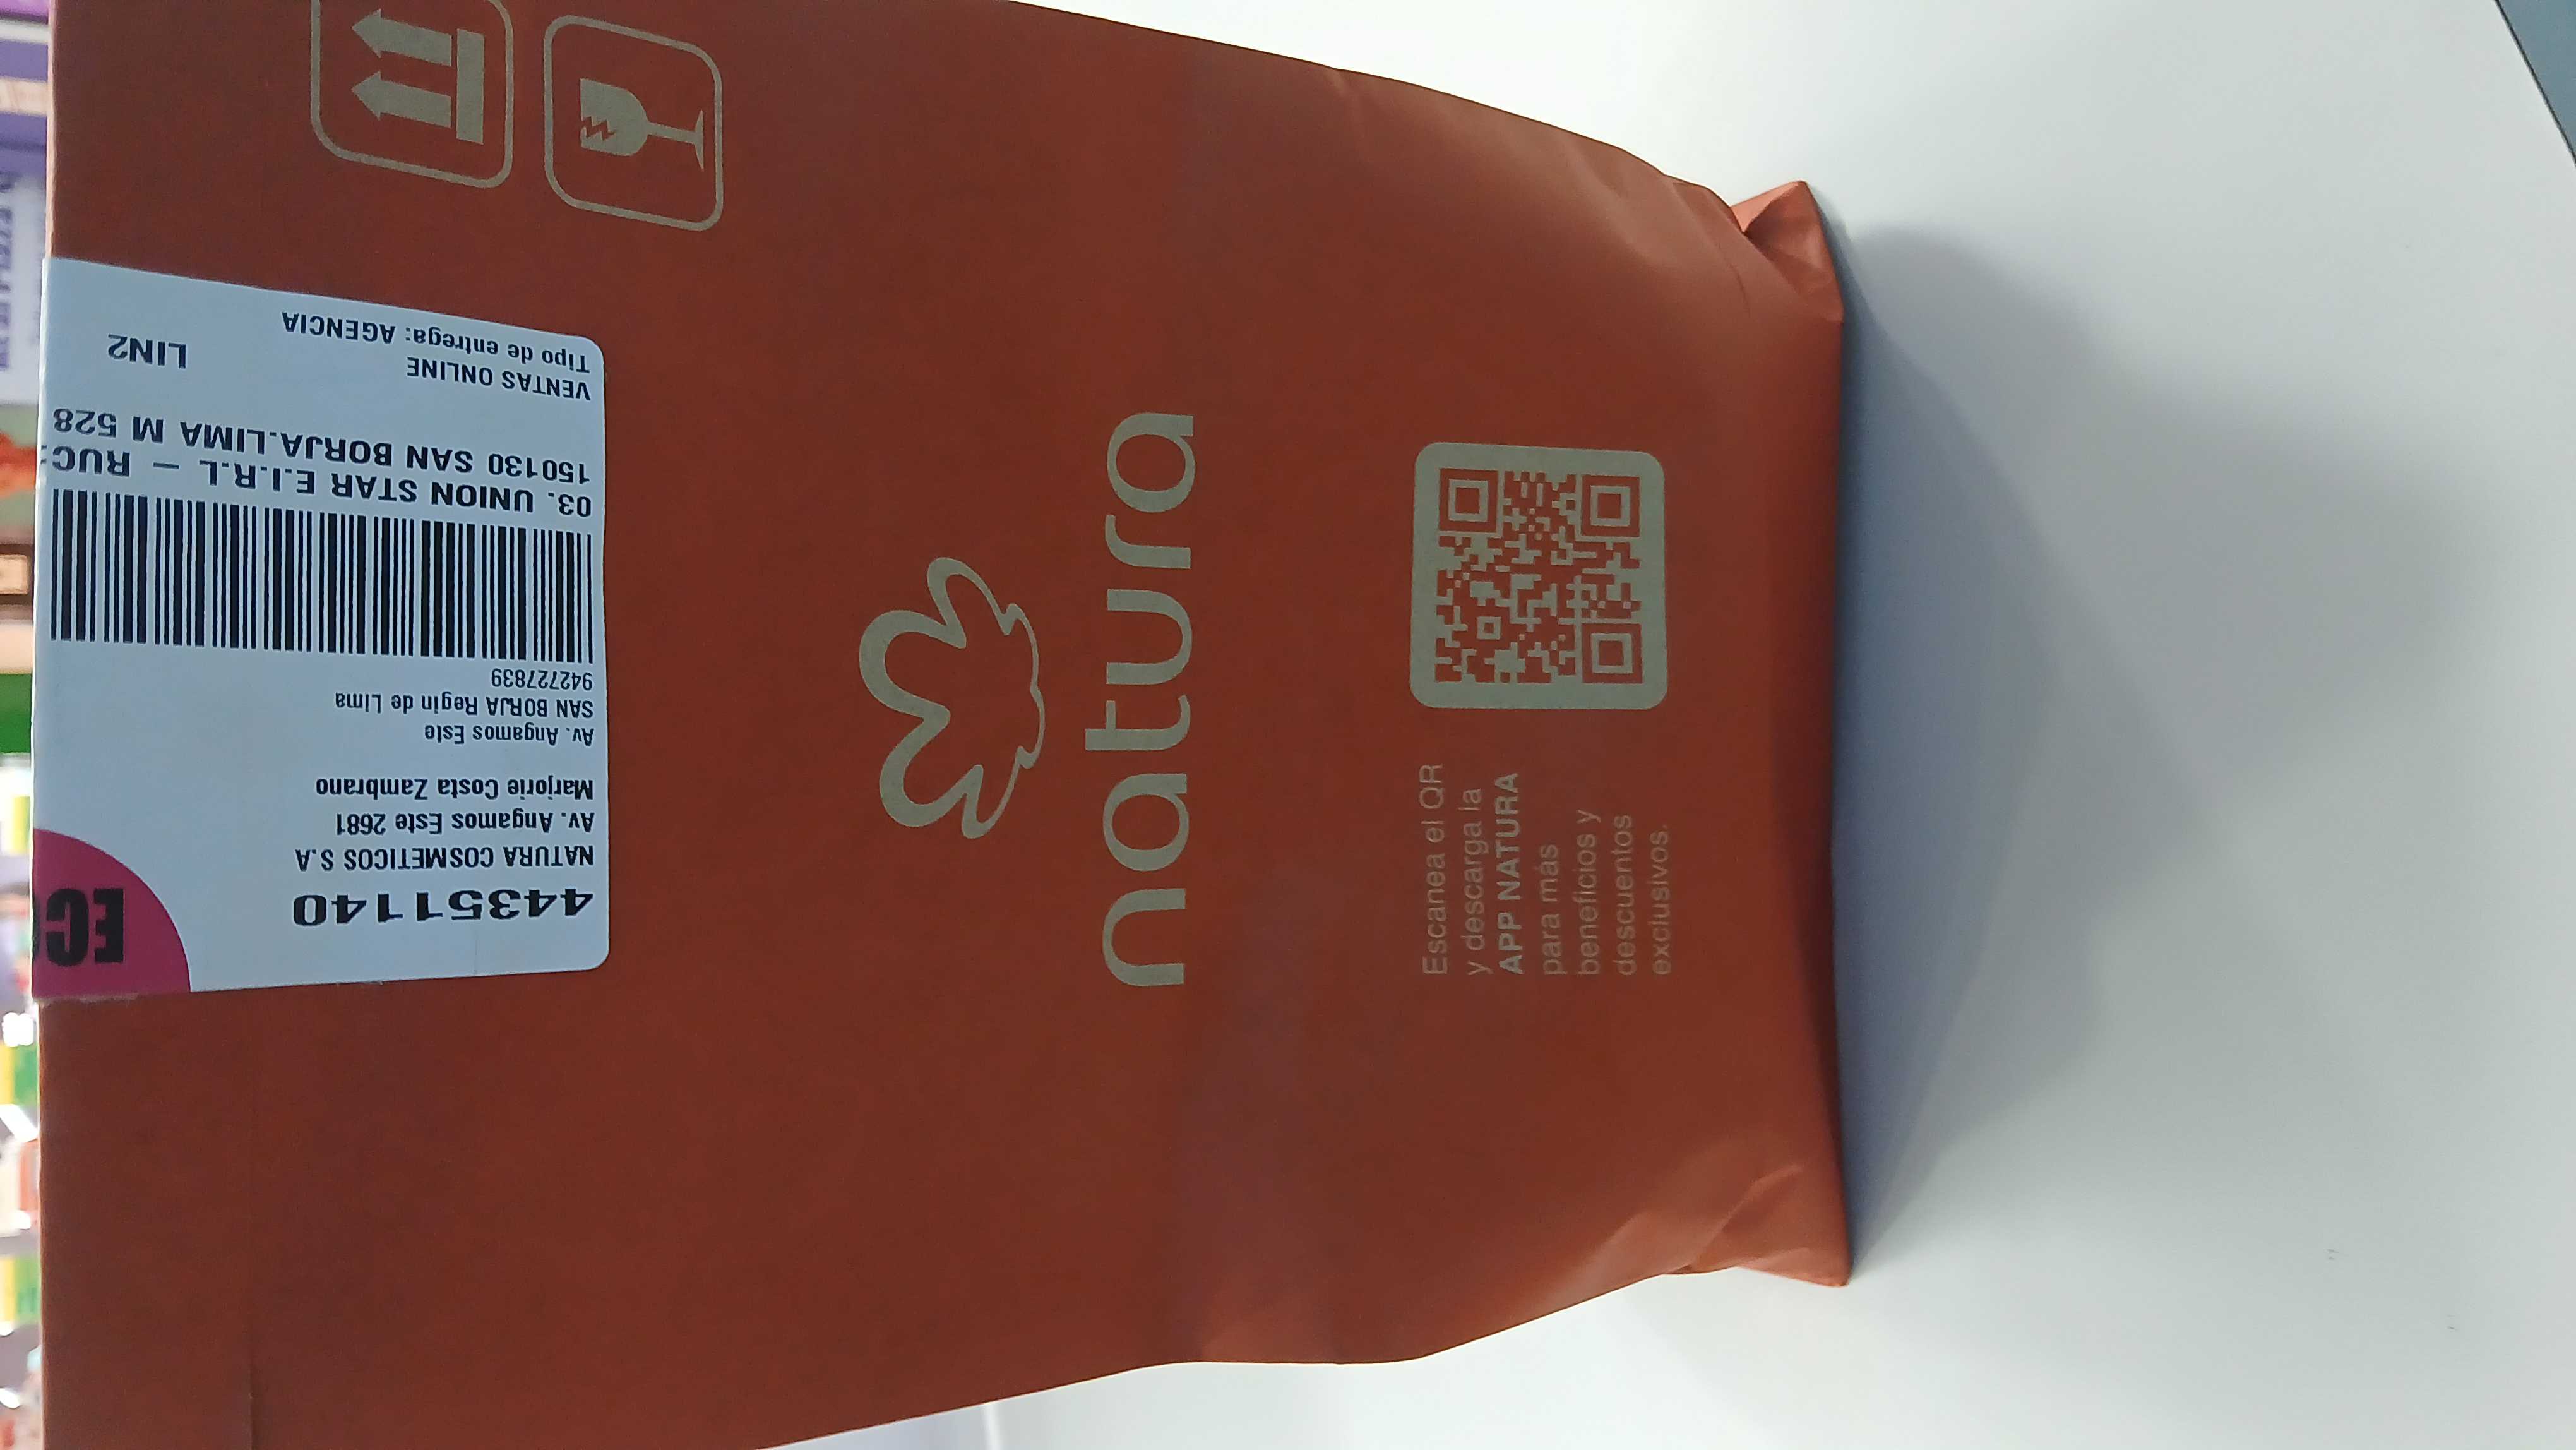 EC
44351140
NATURA COSMETICOS S.A
Av. Angamos Este 2681
Marjorie Costa Zambrano
Av. Angamos Este
SAN BORJA Regin de Lima
942727839
03. UNION STAR E.I.R.L - RUC:
150130 SAN BORJA.LIMA M 528
VENTAS ONLINE
Tipo de entrega: AGENCIA
LIN2
natura
Escanea el QR
y descarga la
APP NATURA
para más
beneficios y
descuentos
exclusivos.